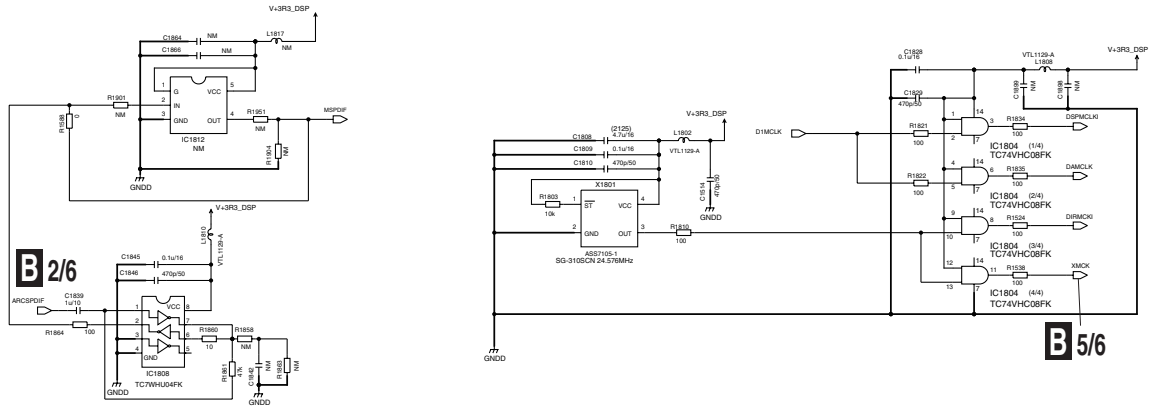 V+3R3_DSP
C1864
NM
L1817
NM
C1866
NM
1
G
VCC
5
2
IN
3
GND
OUT
4
IC1812
NM
R1901
NM
R1588
0
R1951
NM
MSPDIF
R1904
NM
GNDD
V+3R3_DSP
L1810
VTL1129-A
B 2/6
C1845
0.1u/16
C1846
470p/50
ARCSPDIF
C1839
1u/10
R1864
100
VCC
1
8
2
7
3
6
4
GND
5
IC1808
TC7WHU04FK
R1860
10
R1858
NM
R1861
47k
C1842
NM
R1863
NM
GNDD
GNDD
V+3R3_DSP
(2125)
C1808
4.7u/16
L1802
VTL1129-A
C1809
0.1u/16
C1810
470p/50
C1514
470p/50
GNDD
X1801
R1803
10k
1
ST
VCC
4
2
GND
OUT
3
ASS7105-1
SG-310SCN 24.576MHz
R1810
100
GNDD
C1828
0.1u/16
VTL1129-A
L1808
V+3R3_DSP
C1899
NM
C1898
NM
C1829
470p/50
D1MCLK
R1821
100
1
2
14
3
7
R1834
100
DSPMCLKI
IC1804 (1/4)
TC74VHC08FK
R1822
100
4
5
14
6
7
R1835
100
DAMCLK
IC1804 (2/4)
TC74VHC08FK
9
10
14
8
7
R1524
100
DIRMCKI
IC1804 (3/4)
TC74VHC08FK
12
13
14
11
7
R1538
100
XMCK
IC1804 (4/4)
TC74VHC08FK
B 5/6